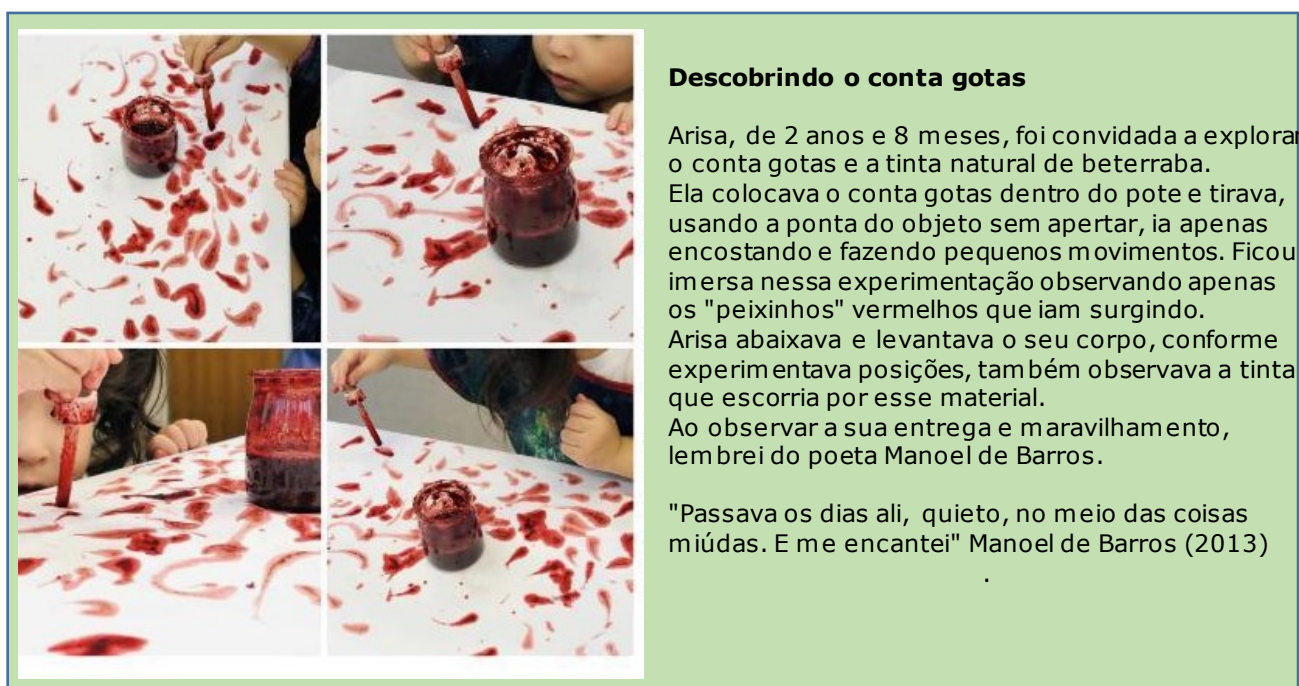 Descobrindo o conta gotas
Arisa, de 2 anos e 8 meses, foi convidada a explorar
o conta gotas e a tinta natural de beterraba.
Ela colocava o conta gotas dentro do pote e tirava,
usando a ponta do objeto sem apertar, ia apenas
encostando e fazendo pequenos movimentos. Ficou
imersa nessa experimentação observando apenas
os "peixinhos" vermelhos que iam surgindo.
Arisa abaixava e levantava o seu corpo, conforme
experimentava posições, também observava a tinta
que escorria por esse material.
Ao observar a sua entrega e maravilhamento,
lembrei do poeta Manoel de Barros.
"Passava os dias ali, quieto, no meio das coisas
miúdas. E me encantei" Manoel de Barros (2013)
.